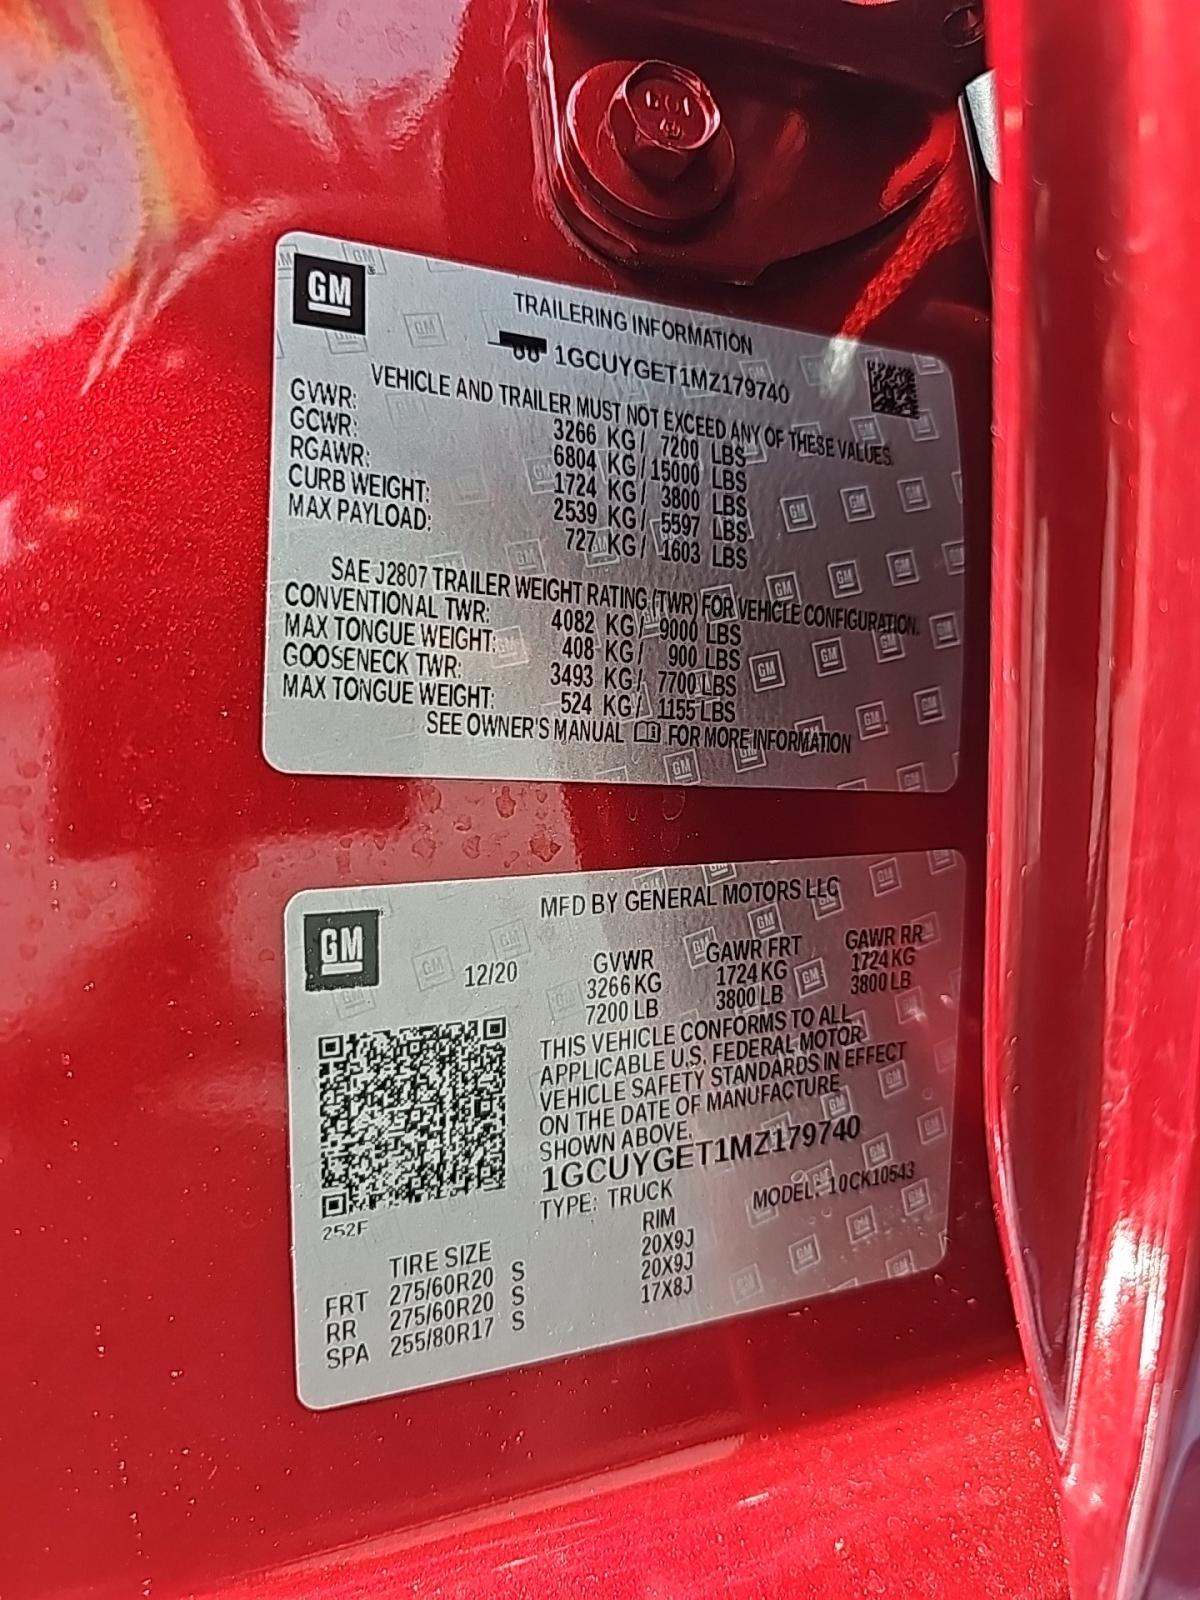 GM
TRAILERING INFORMATION
1GCUYGET1MZ179740
VEHICLE AND TRAILER MUST NOT EXCEED ANY OF THESE VALUES.
GVWR: 3266 KG/ 7200 LBS
GCWR: 6804 KG/ 15000 LBS
RGAWR: 1724 KG/ 3800 LBS
CURB WEIGHT: 2539 KG/ 5597 LBS
MAX PAYLOAD: 727 KG/ 1603 LBS
SAE J2807 TRAILER WEIGHT RATING (TWR) FOR VEHICLE CONFIGURATION.
CONVENTIONAL TWR: 4082 KG/ 9000 LBS
MAX TONGUE WEIGHT: 408 KG/ 900 LBS
GOOSENECK TWR: 3493 KG/ 7700 LBS
MAX TONGUE WEIGHT: 524 KG/ 1155 LBS
SEE OWNER'S MANUAL FOR MORE INFORMATION
GM
MFD BY GENERAL MOTORS LLC
12/20
GVWR GAWR FRT GAWR RR
3266 KG 1724 KG 1724 KG
7200 LB 3800 LB 3800 LB
THIS VEHICLE CONFORMS TO ALL
APPLICABLE U.S. FEDERAL MOTOR
VEHICLE SAFETY STANDARDS IN EFFECT
ON THE DATE OF MANUFACTURE
SHOWN ABOVE.
1GCUYGET1MZ179740
TYPE: TRUCK MODEL: 10CK10543
252F
TIRE SIZE RIM
FRT 275/60R20 S 20X9J
RR 275/60R20 S 20X9J
SPA 255/80R17 S 17X8J